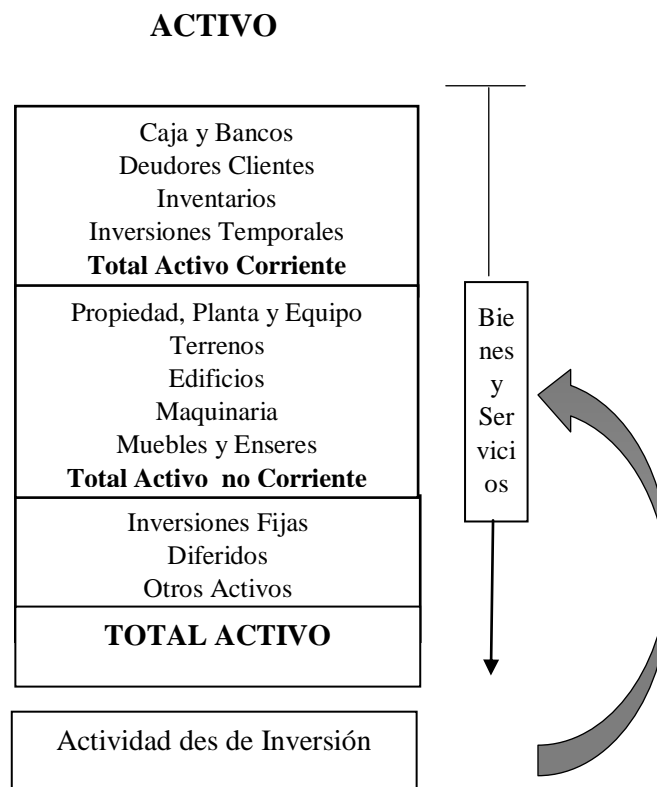 ACTIVO
Caja y Bancos
Deudores Clientes
Inventarios
Inversiones Temporales
Total Activo Corriente
Propiedad, Planta y Equipo
Terrenos
Edificios
Maquinaria
Muebles y Enseres
Total Activo no Corriente
Inversiones Fijas
Diferidos
Otros Activos
TOTAL ACTIVO
Actividad des de Inversión
Bie
nes
y
Ser
vici
os